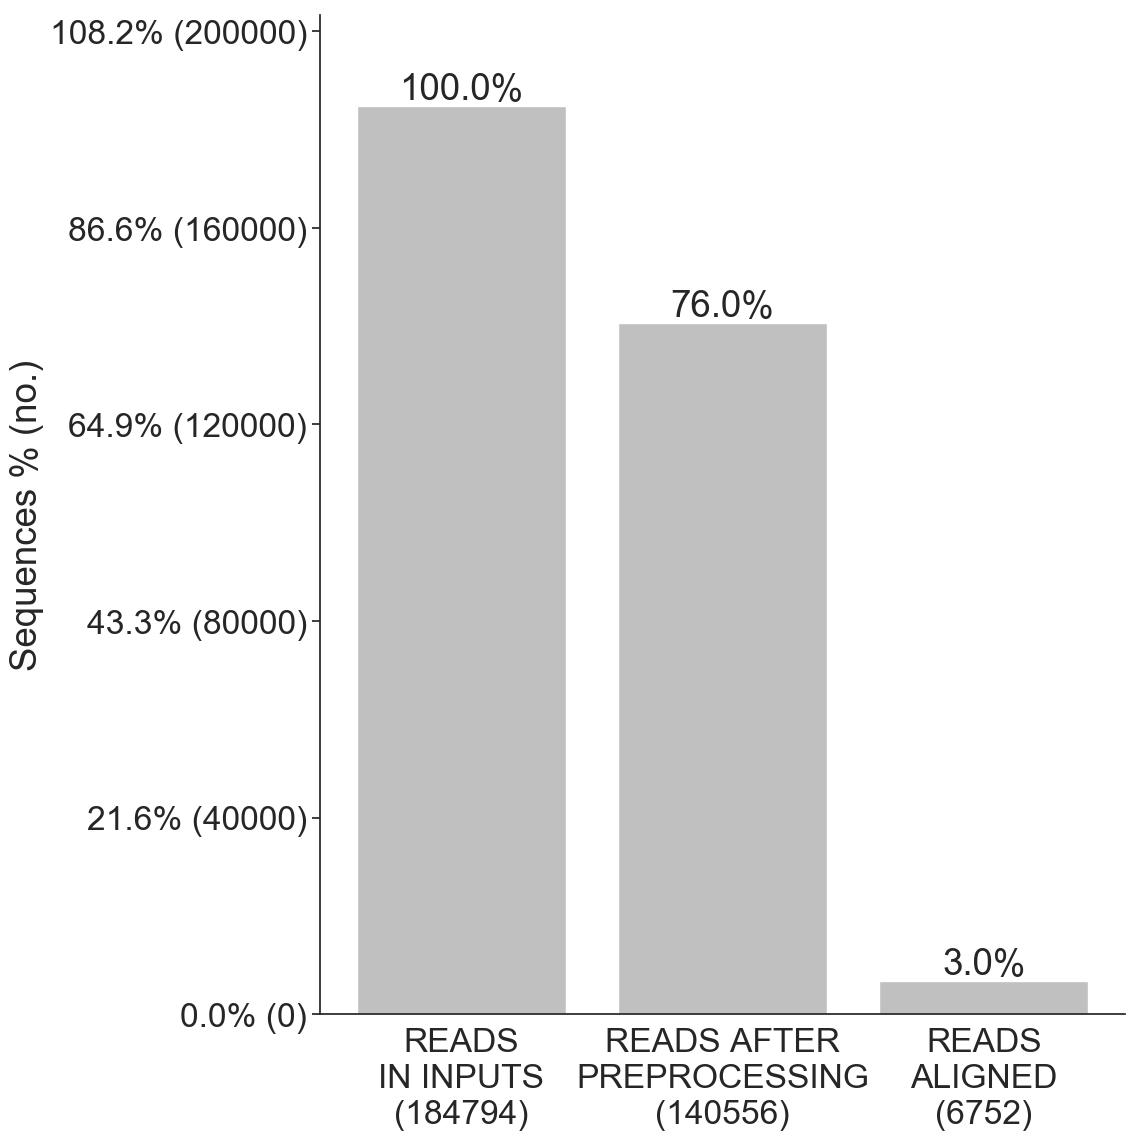 Sequences % (no.)
108.2% (200000)
86.6% (160000)
64.9% (120000)
43.3% (80000)
21.6% (40000)
0.0% (0)
100.0%
76.0%
3.0%
READS
IN INPUTS
(184794)
READS AFTER
PREPROCESSING
(140556)
READS
ALIGNED
(6752)